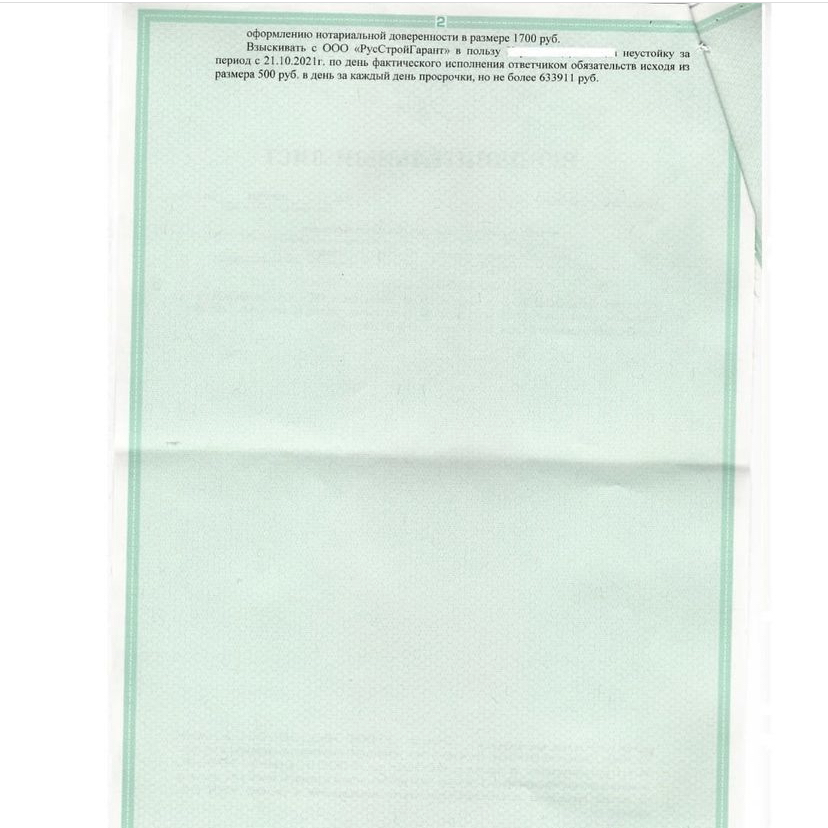 2
оформлению нотариальной доверенности в размере 1700 руб.
Взыскивать с ООО «РусСтройГарант» в пользу неустойку за
период с 21.10.2021г. по день фактического исполнения ответчиком обязательств исходя из
размера 500 руб. в день за каждый день просрочки, но не более 633911 руб.